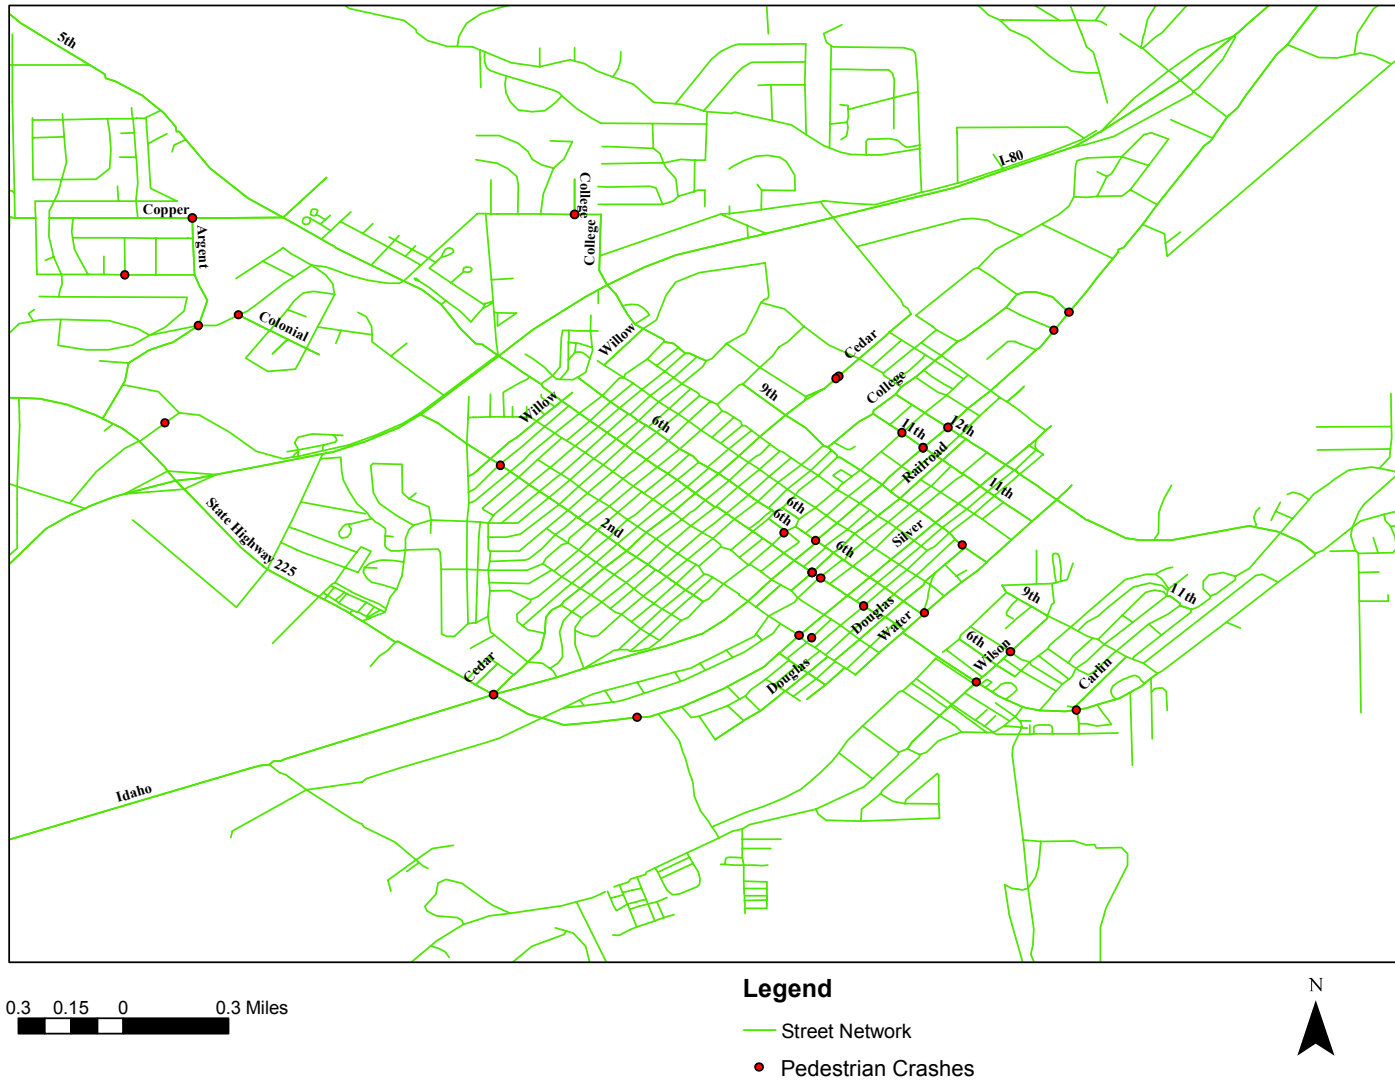 5th
I-80
College
Copper
College
Argent
Colonial
Willow
Cedar
College
9th
Willow
6th
12th
11th
Railroad
11th
6th
State Highway 225
6th
2nd
Silver
6th
9th
11th
Douglas
Water
6th
Wilson
Cedar
Douglas
Carlin
Idaho
Legend
N
0.3 0.15 0 0.3 Miles
Street Network
Pedestrian Crashes